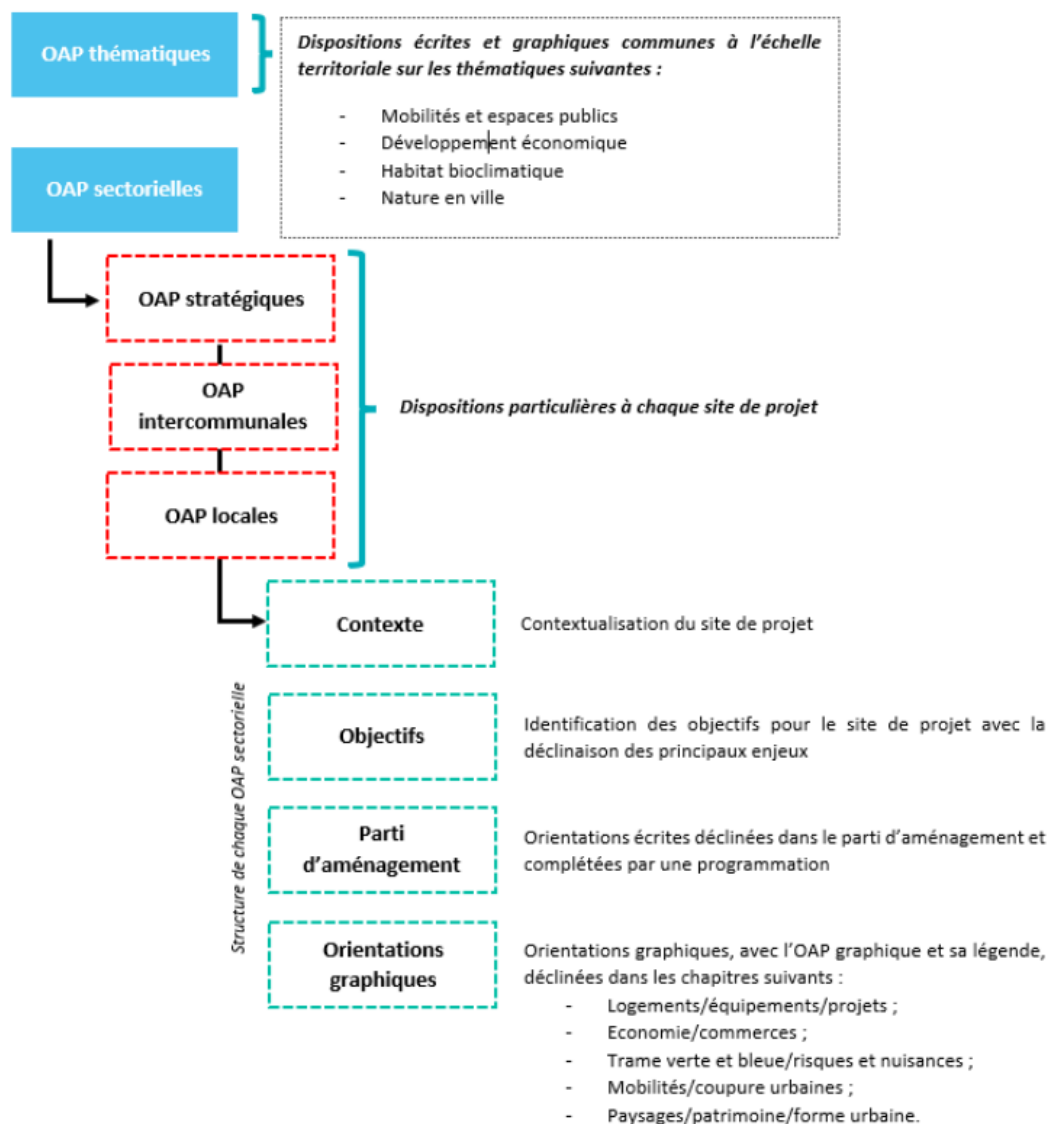 OAP thématiques
Dispositions écrites et graphiques communes à l'échelle
territoriale sur les thématiques suivantes :
- Mobilités et espaces publics
- Développement économique
- Habitat bioclimatique
- Nature en ville
OAP sectorielles
OAP stratégiques
OAP
intercommunales
OAP locales
Dispositions particulières à chaque site de projet
Structure de chaque OAP sectorielle
Contexte
Contextualisation du site de projet
Objectifs
Identification des objectifs pour le site de projet avec la
déclinaison des principaux enjeux
Parti
d'aménagement
Orientations écrites déclinées dans le parti d'aménagement et
complétées par une programmation
Orientations
graphiques
Orientations graphiques, avec l'OAP graphique et sa légende,
déclinées dans les chapitres suivants :
- Logements/équipements/projets ;
- Economie/commerces ;
- Trame verte et bleue/risques et nuisances ;
- Mobilités/coupure urbaines ;
- Paysages/patrimoine/forme urbaine.